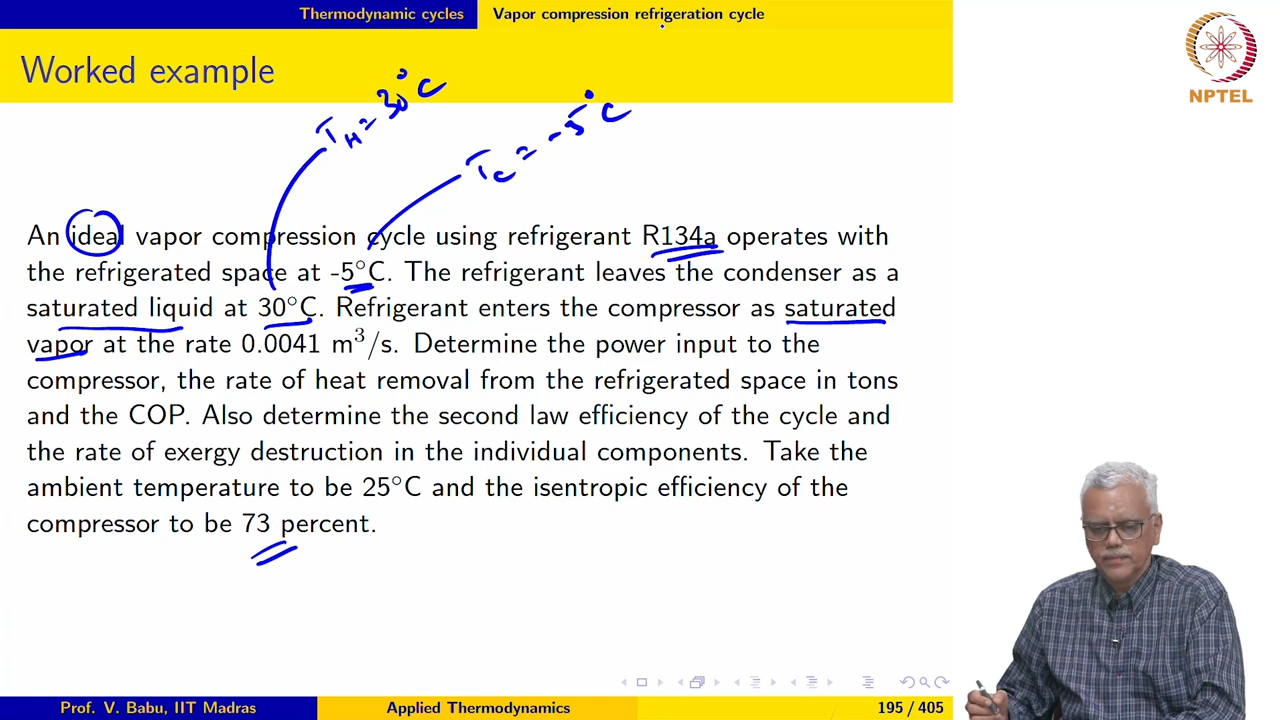 Thermodynamic cycles Vapor compression refrigeration cycle
Worked example
NPTEL
T_H = 30°C
T_C = -5°C
An ideal vapor compression cycle using refrigerant R134a operates with
the refrigerated space at -5°C. The refrigerant leaves the condenser as a
saturated liquid at 30°C. Refrigerant enters the compressor as saturated
vapor at the rate 0.0041 m³/s. Determine the power input to the
compressor, the rate of heat removal from the refrigerated space in tons
and the COP. Also determine the second law efficiency of the cycle and
the rate of exergy destruction in the individual components. Take the
ambient temperature to be 25°C and the isentropic efficiency of the
compressor to be 73 percent.
Prof. V. Babu, IIT Madras Applied Thermodynamics 195 / 405